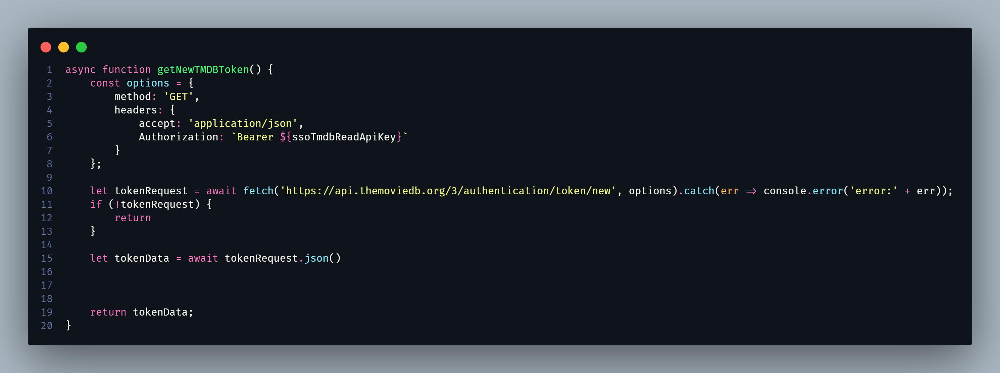 1 async function getNewTMDBToken() {
2     const options = {
3         method: 'GET',
4         headers: {
5             accept: 'application/json',
6             Authorization: `Bearer ${ssoTmdbReadApiKey}`
7         }
8     };
9
10     let tokenRequest = await fetch('https://api.themoviedb.org/3/authentication/token/new', options).catch(err => console.error('error:' + err));
11     if (!tokenRequest) {
12         return
13     }
14
15     let tokenData = await tokenRequest.json()
16
17
18
19     return tokenData;
20 }